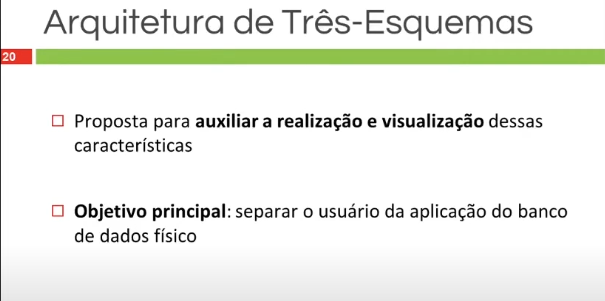 Arquitetura de Três-Esquemas
20
Proposta para auxiliar a realização e visualização dessas
características
Objetivo principal: separar o usuário da aplicação do banco
de dados físico